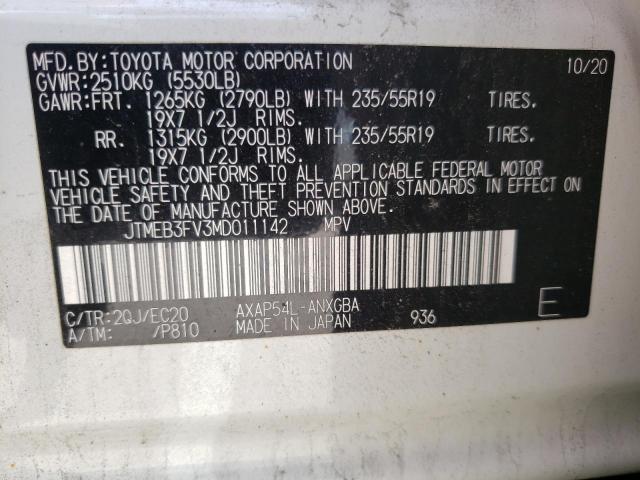 MFD.BY:TOYOTA MOTOR CORPORATION 10/20
GVWR:2510KG (5530LB)
GAWR:FRT. 1265KG (2790LB) WITH 235/55R19 TIRES.
19X7 1/2J RIMS.
RR. 1315KG (2900LB) WITH 235/55R19 TIRES.
19X7 1/2J RIMS.
THIS VEHICLE CONFORMS TO ALL APPLICABLE FEDERAL MOTOR
VEHICLE SAFETY AND THEFT PREVENTION STANDARDS IN EFFECT ON
THE DATE OF MANUFACTURE SHOWN ABOVE.
JTMEB3FV3MD011142 MPV
C/TR:2QJ/EC20 AXAP54L-ANXGBA E
A/TM: /P810 MADE IN JAPAN 936